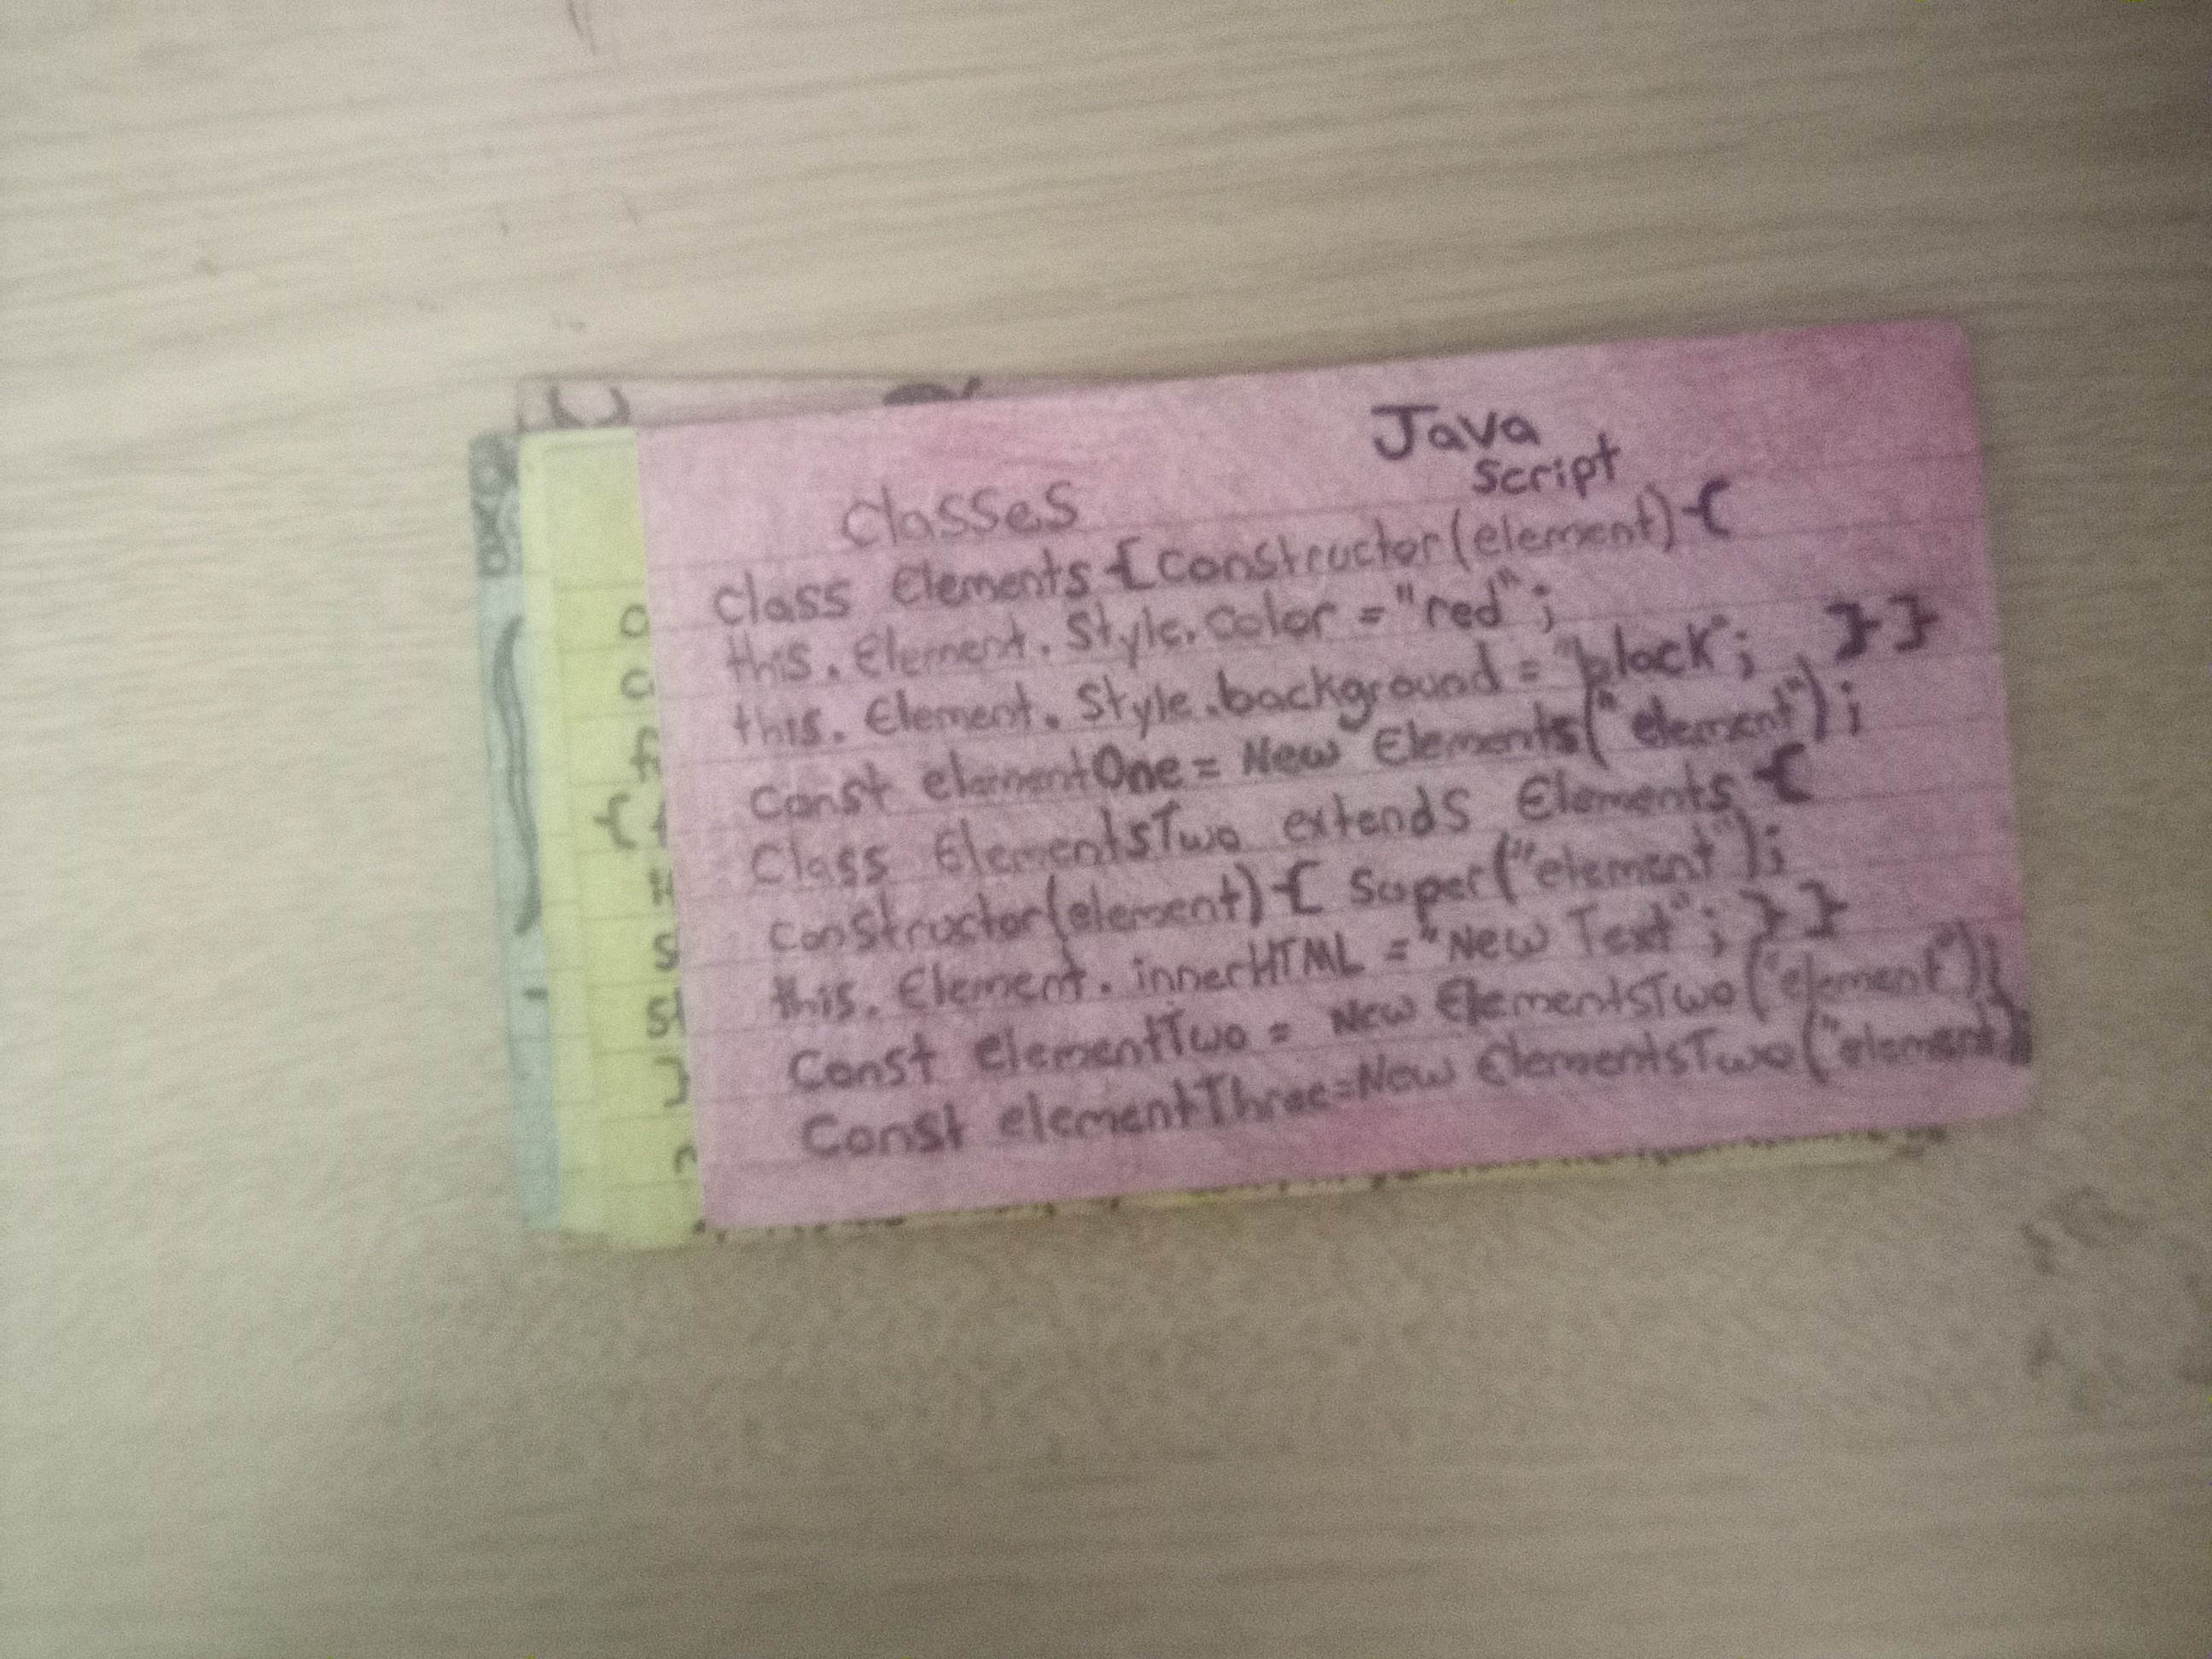 Java
Script
Classes
Class Elements {constructor(element) {
this.Element.Style.Color = "red";
this.Element.Style.background = "black"; }}
Const elementOne = New Elements("element");
Class ElementsTwo extends Elements {
constructor(element) { Super("element");
this.Element.innerHTML = "New Text"; }}
Const elementTwo = New ElementsTwo("element");
Const elementThree=New ElementsTwo("element");